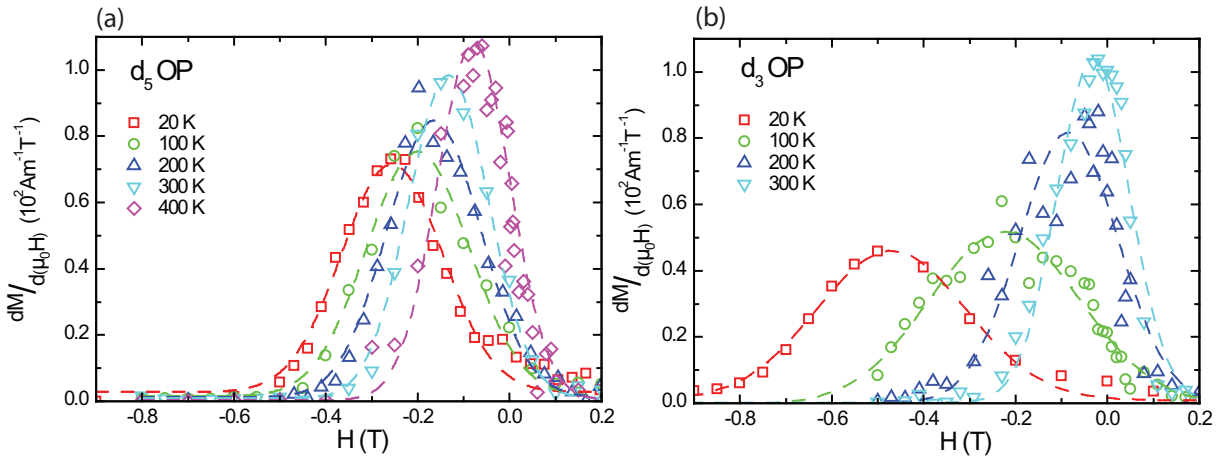 (a)
d₅ OP
20 K
100 K
200 K
300 K
400 K
dM/d(μ₀H) (10²Am⁻¹T⁻¹)
1.0
0.8
0.6
0.4
0.2
0.0
-0.8 -0.6 -0.4 -0.2 0.0 0.2
H (T)
(b)
d₃ OP
20 K
100 K
200 K
300 K
dM/d(μ₀H) (10²Am⁻¹T⁻¹)
1.0
0.8
0.6
0.4
0.2
0.0
-0.8 -0.6 -0.4 -0.2 0.0 0.2
H (T)